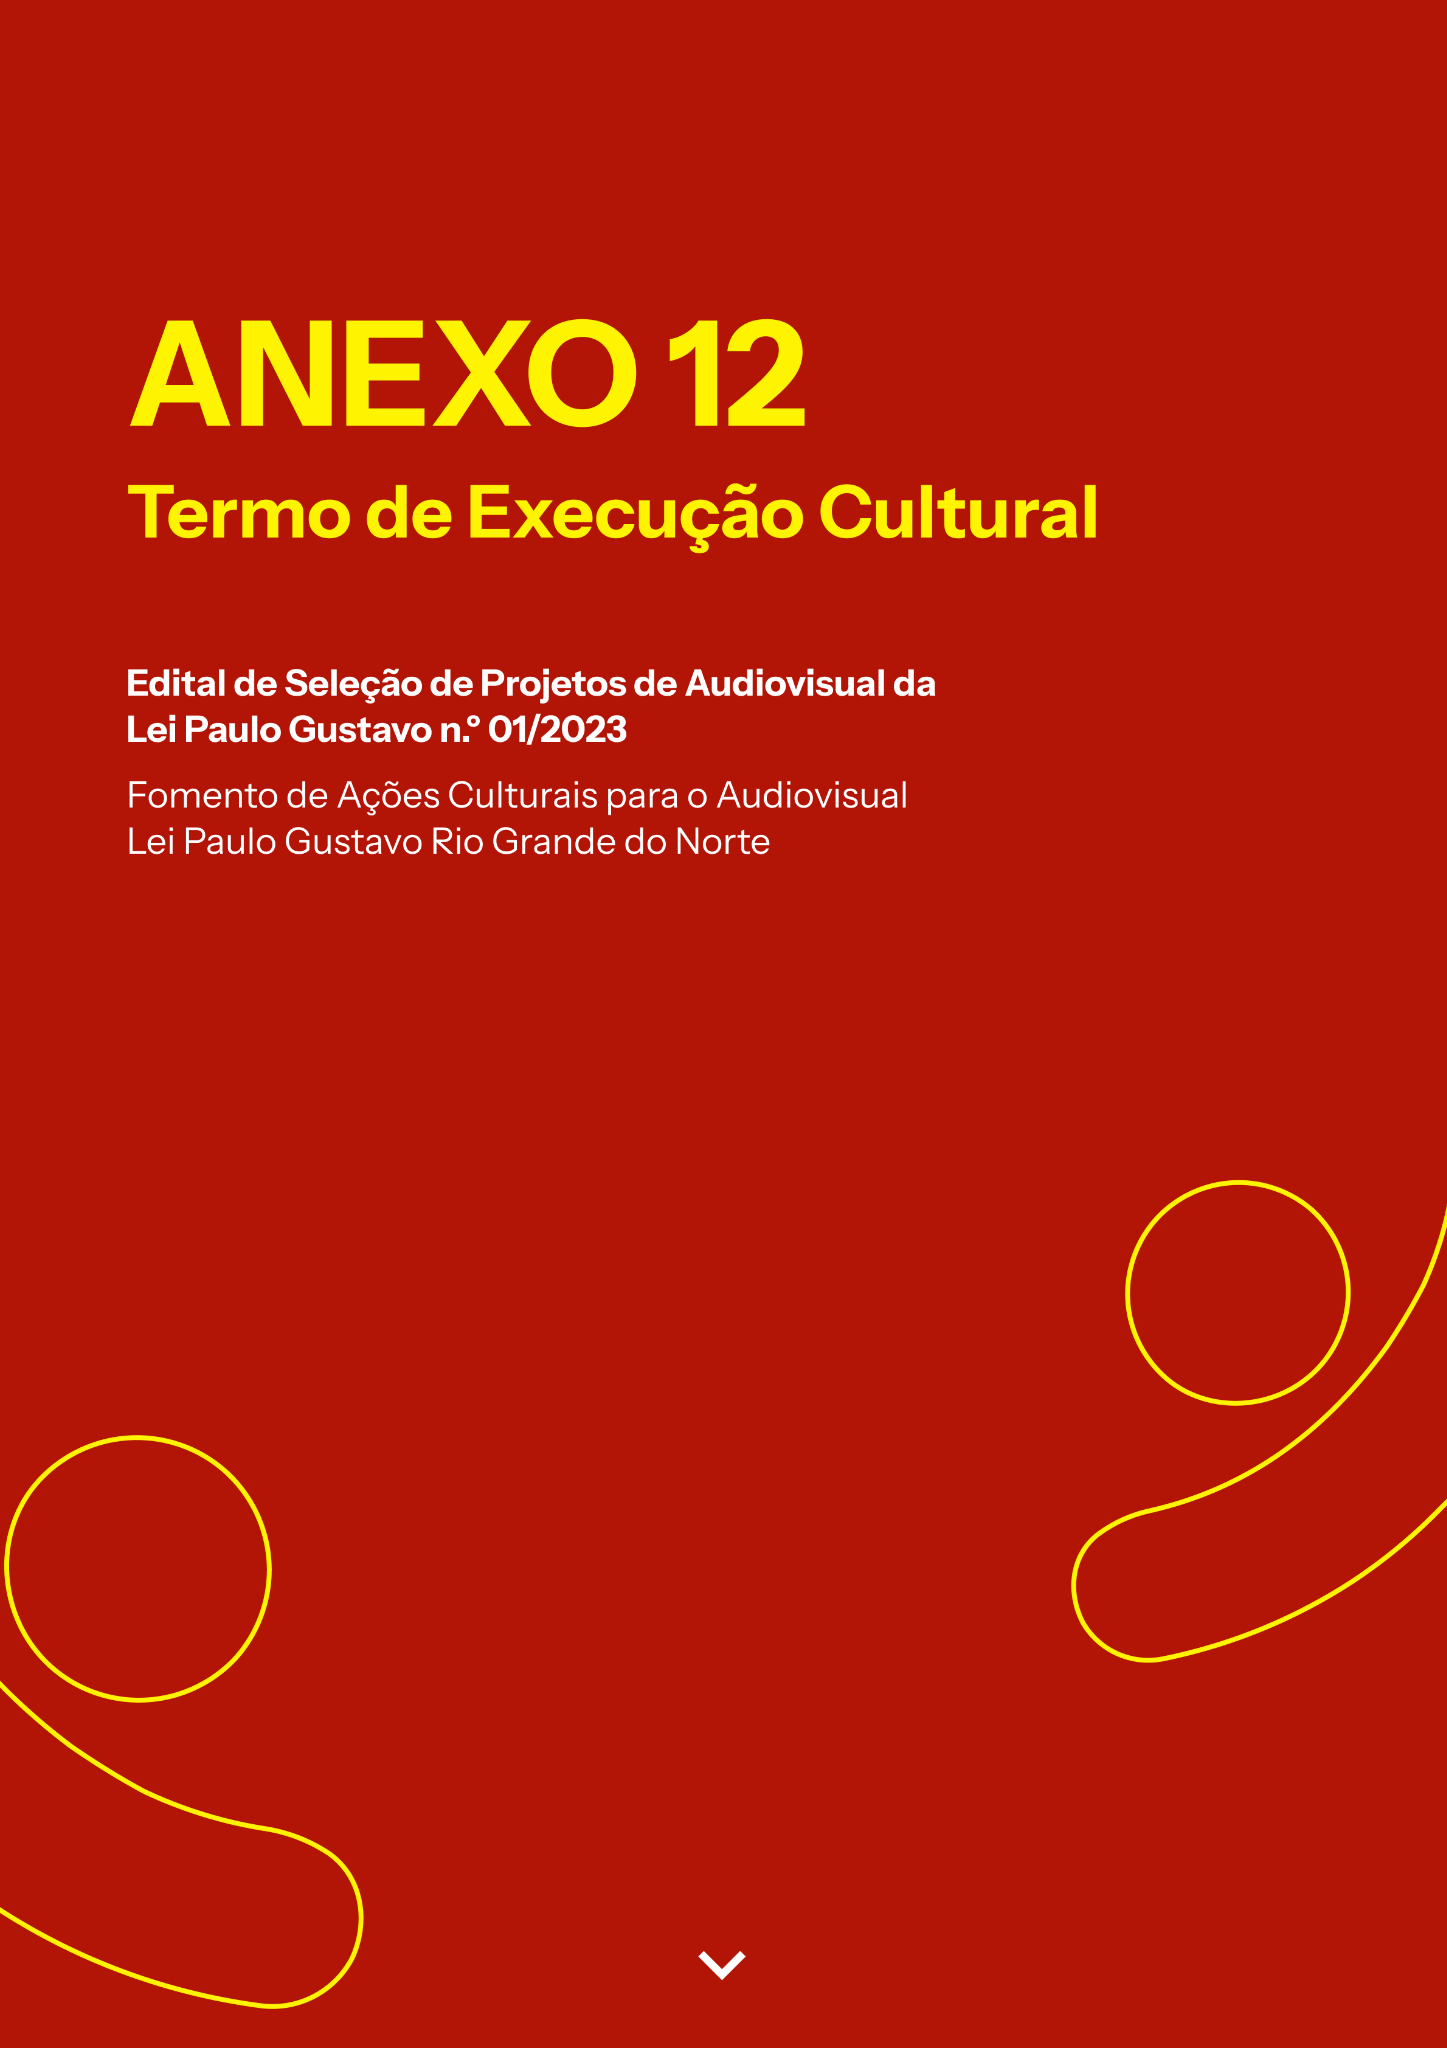 ANEXO 12
Termo de Execução Cultural
Edital de Seleção de Projetos de Audiovisual da
Lei Paulo Gustavo n.º 01/2023
Fomento de Ações Culturais para o Audiovisual
Lei Paulo Gustavo Rio Grande do Norte